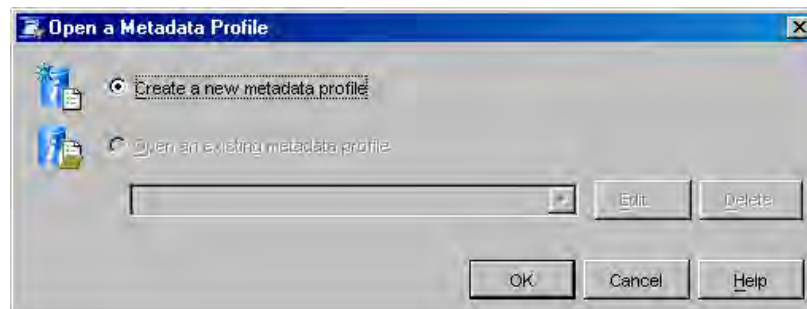 Open a Metadata Profile
Create a new metadata profile
Open an existing metadata profile
Edit...
Delete
OK
Cancel
Help